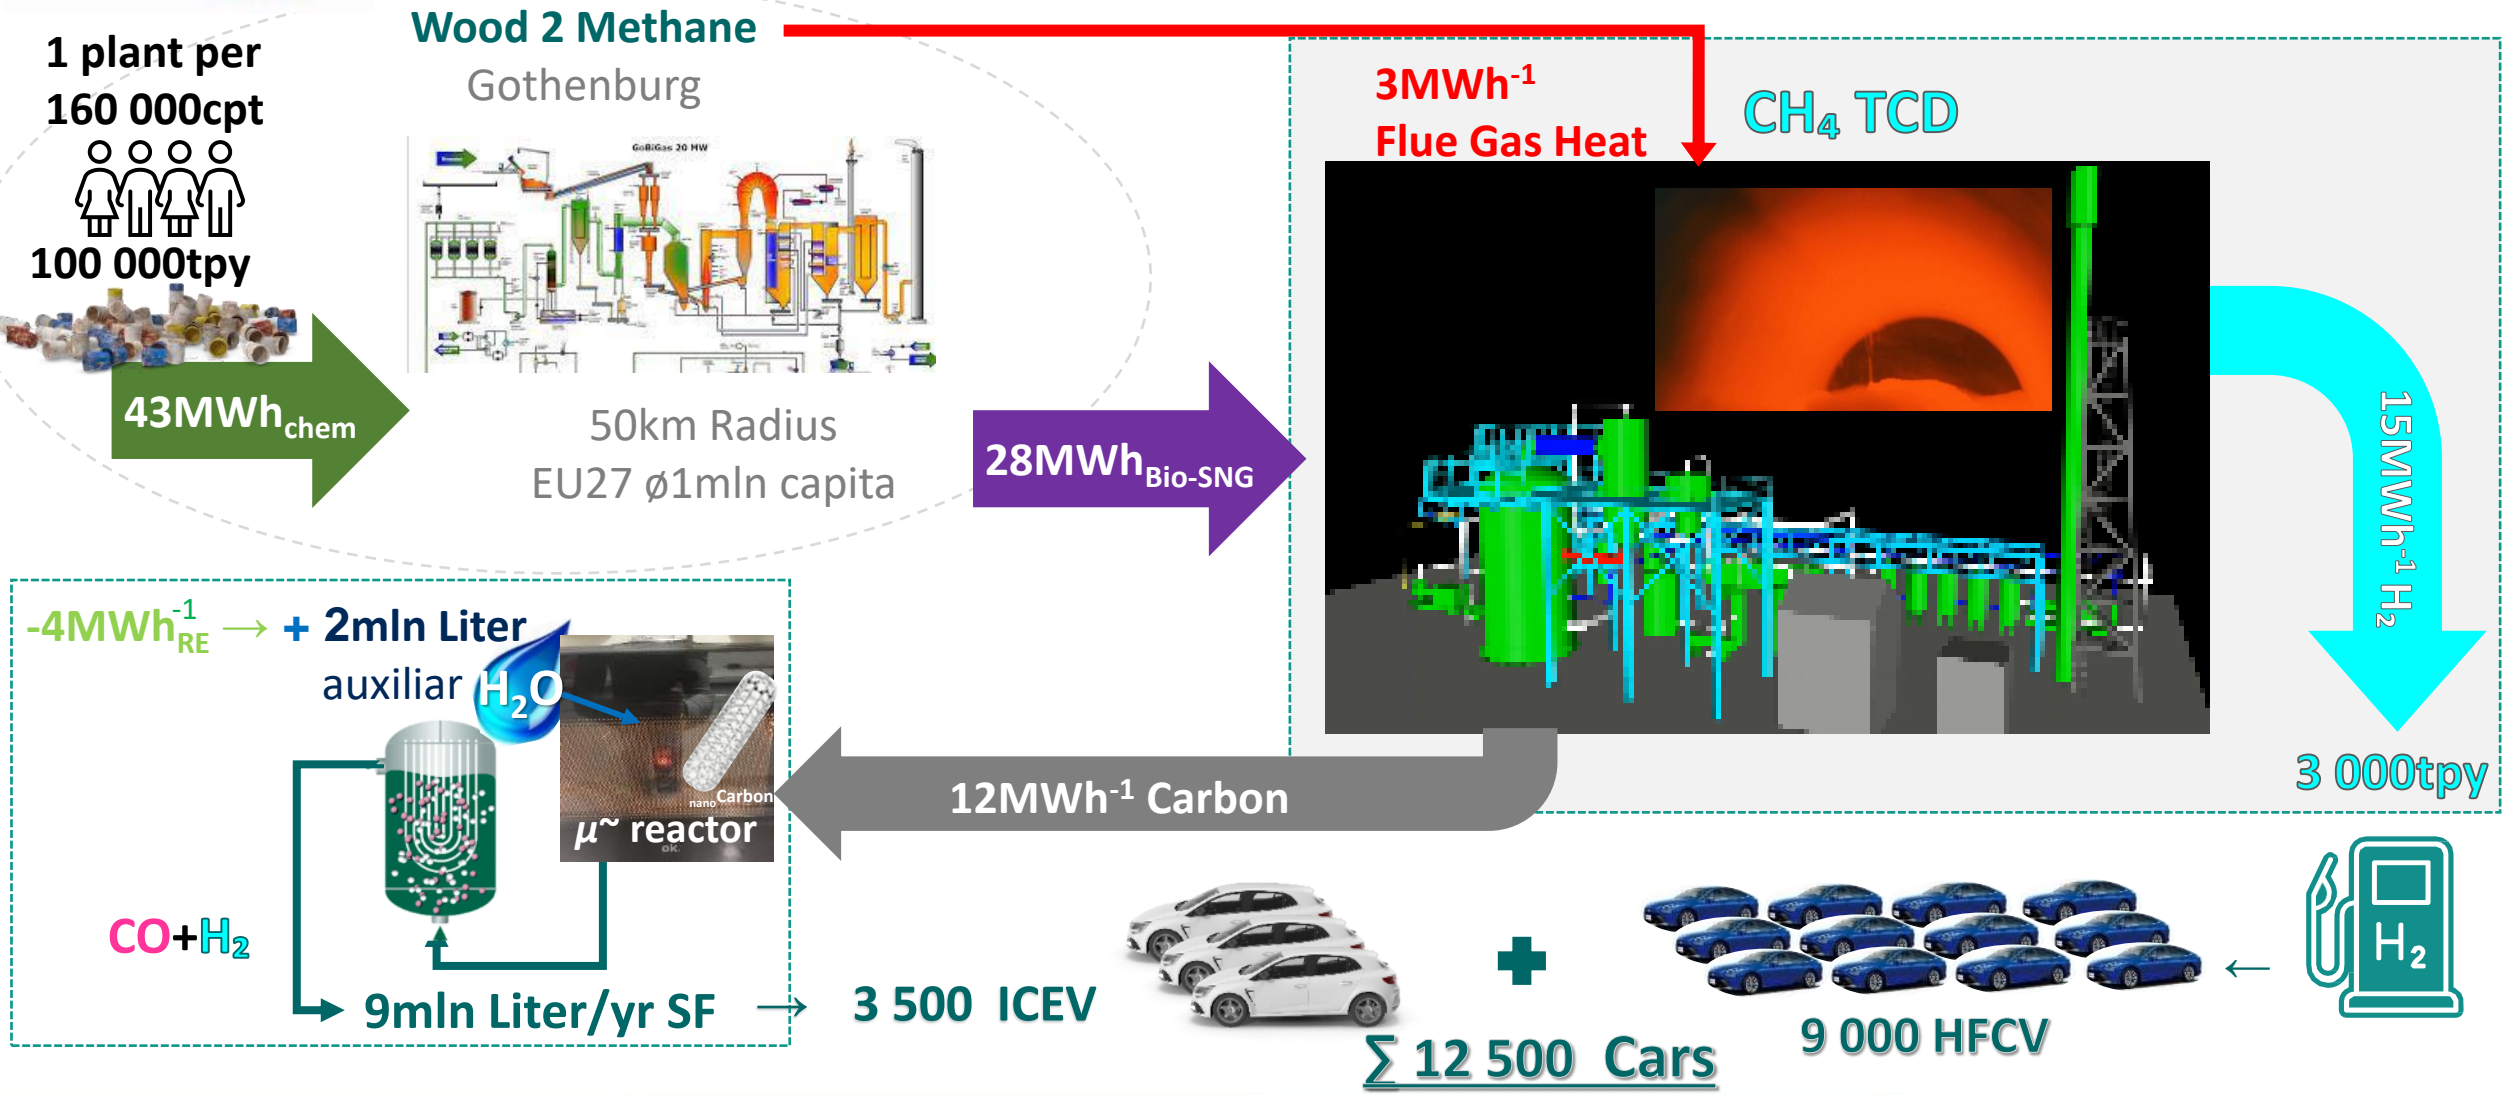 1 plant per
160 000cpt
100 000tpy
43MWhchem
Wood 2 Methane
Gothenburg
GoBiGas 20 MW
50km Radius
EU27 ø1mln capita
28MWhBio-SNG
3MWh-1
Flue Gas Heat
CH4 TCD
15MWh-1 H2
3 000tpy
12MWh-1 Carbon
-4MWh-1RE → + 2mln Liter
auxiliar H2O
nanoCarbon
µ~ reactor
ok.
CO+H2
9mln Liter/yr SF → 3 500 ICEV
+
←
H2
9 000 HFCV
∑ 12 500 Cars